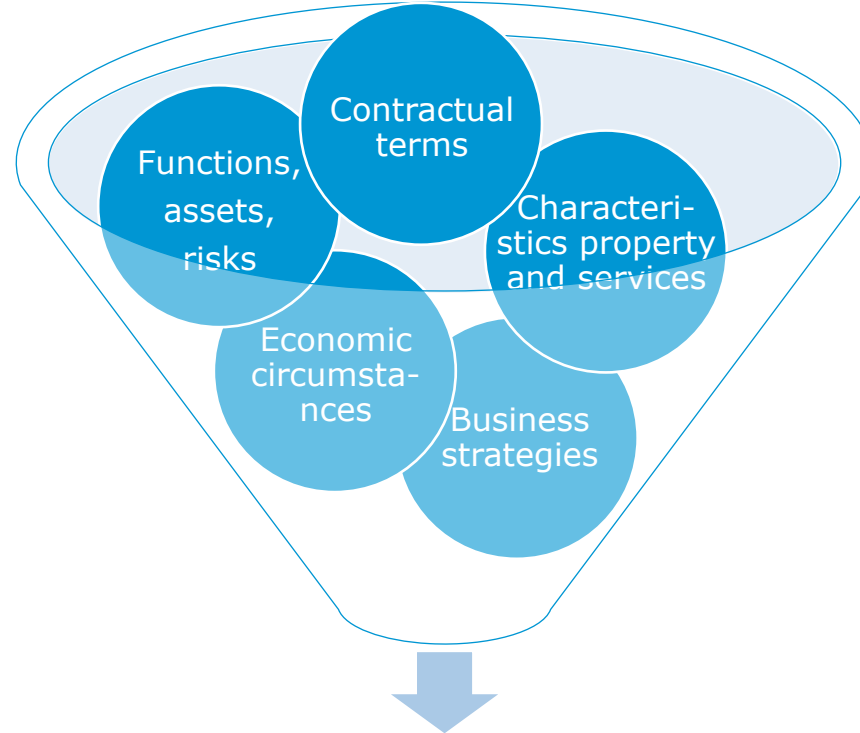 Contractual
terms
Functions,
assets,
risks
Characteri-
stics property
and services
Economic
circumsta-
nces
Business
strategies